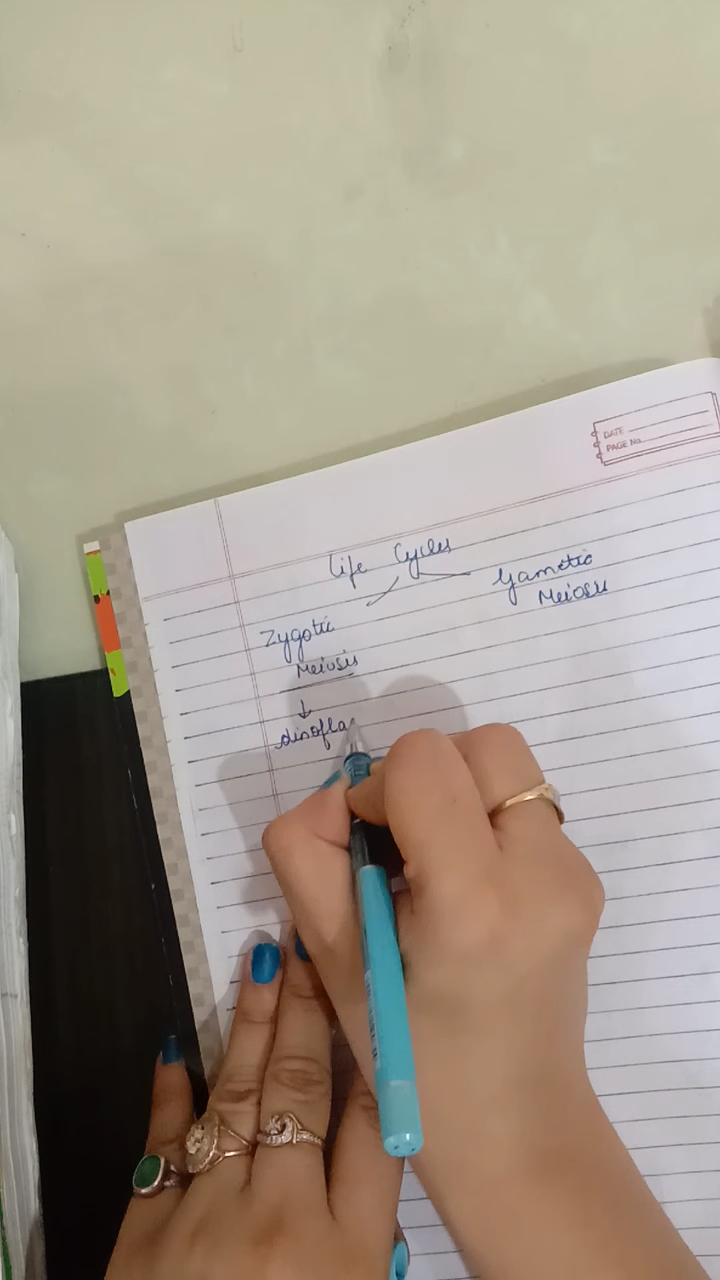 DATE
PAGE No.
Life Cycles
Zygotic
Meiosis
Gametic
Meiosis
↓
dinofla